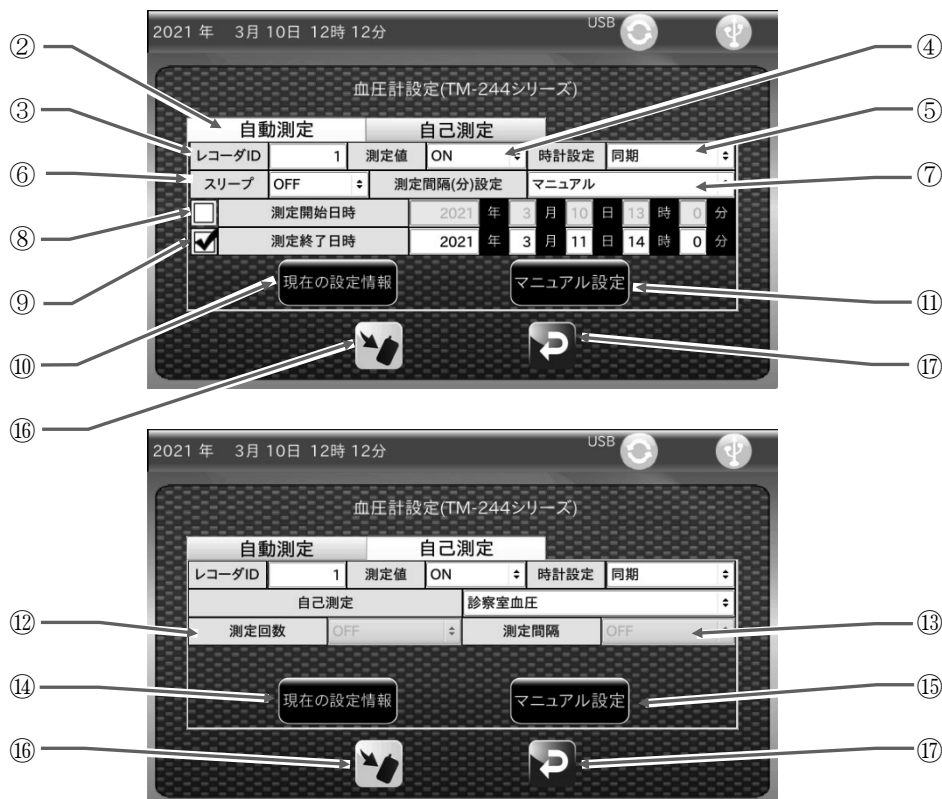 2021 年 3月 10日 12時 12分 USB
② ④
血圧計設定(TM-244シリーズ)
③ 自動測定 自己測定 ⑤
レコーダID 1 測定値 ON 時計設定 同期
⑥ スリープ OFF 測定間隔(分)設定 マニュアル ⑦
⑧ 測定開始日時 2021 年 3 月 10 日 13 時 0 分
⑨ 測定終了日時 2021 年 3 月 11 日 14 時 0 分
現在の設定情報 マニュアル設定 ⑪
⑩ ⑰
⑯
2021 年 3月 10日 12時 12分 USB
血圧計設定(TM-244シリーズ)
自動測定 自己測定
レコーダID 1 測定値 ON 時計設定 同期
自己測定 診察室血圧
⑫ 測定回数 OFF 測定間隔 OFF ⑬
⑭ 現在の設定情報 マニュアル設定 ⑮
⑯ ⑰